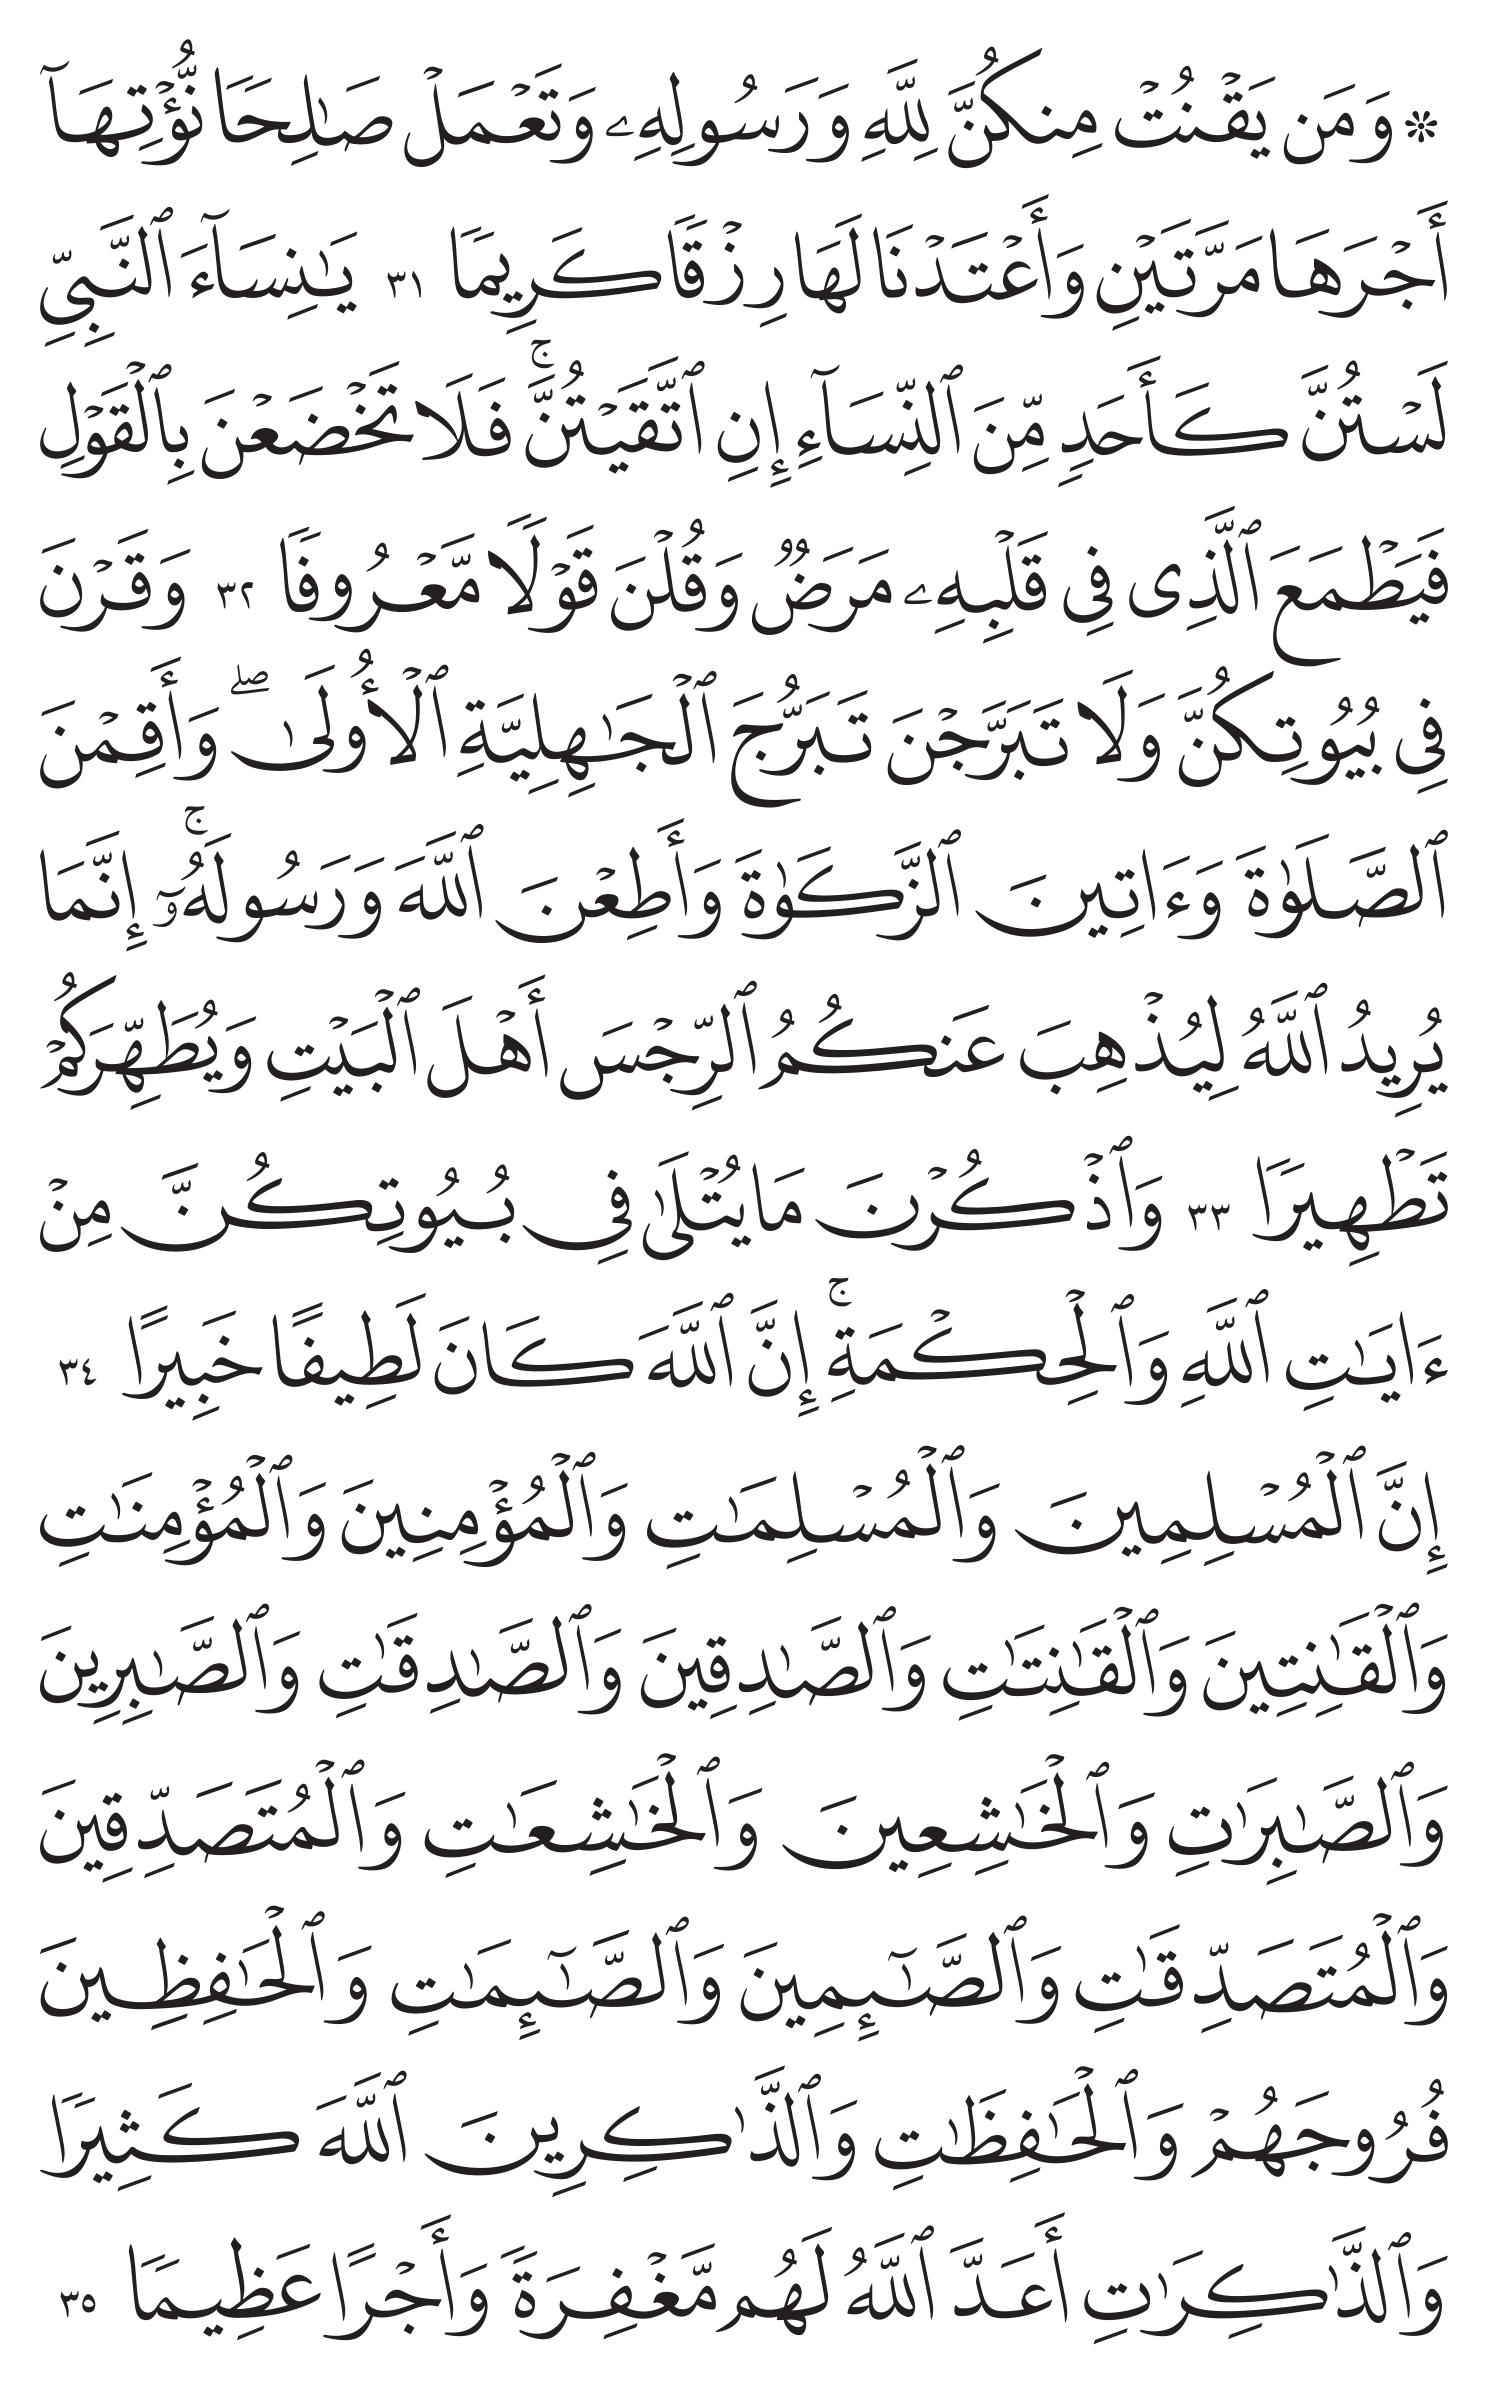 ۞ وَمَن يَقْنُتْ مِنكُنَّ لِلَّهِ وَرَسُولِهِۦ وَتَعْمَلْ صَٰلِحًا نُّؤْتِهَآ
أَجْرَهَا مَرَّتَيْنِ وَأَعْتَدْنَا لَهَا رِزْقًا كَرِيمًا ٣١ يَٰنِسَآءَ ٱلنَّبِيِّ
لَسْتُنَّ كَأَحَدٍ مِّنَ ٱلنِّسَآءِ إِنِ ٱتَّقَيْتُنَّۚ فَلَا تَخْضَعْنَ بِٱلْقَوْلِ
فَيَطْمَعَ ٱلَّذِى فِى قَلْبِهِۦ مَرَضٌ وَقُلْنَ قَوْلًا مَّعْرُوفًا ٣٢ وَقَرْنَ
فِى بُيُوتِكُنَّ وَلَا تَبَرَّجْنَ تَبَرُّجَ ٱلْجَٰهِلِيَّةِ ٱلْأُولَىٰۖ وَأَقِمْنَ
ٱلصَّلَوٰةَ وَءَاتِينَ ٱلزَّكَوٰةَ وَأَطِعْنَ ٱللَّهَ وَرَسُولَهُۥٓۚ إِنَّمَا
يُرِيدُ ٱللَّهُ لِيُذْهِبَ عَنكُمُ ٱلرِّجْسَ أَهْلَ ٱلْبَيْتِ وَيُطَهِّرَكُمْ
تَطْهِيرًا ٣٣ وَٱذْكُرْنَ مَا يُتْلَىٰ فِى بُيُوتِكُنَّ مِنْ
ءَايَٰتِ ٱللَّهِ وَٱلْحِكْمَةِۚ إِنَّ ٱللَّهَ كَانَ لَطِيفًا خَبِيرًا ٣٤
إِنَّ ٱلْمُسْلِمِينَ وَٱلْمُسْلِمَٰتِ وَٱلْمُؤْمِنِينَ وَٱلْمُؤْمِنَٰتِ
وَٱلْقَٰنِتِينَ وَٱلْقَٰنِتَٰتِ وَٱلصَّٰدِقِينَ وَٱلصَّٰدِقَٰتِ وَٱلصَّٰبِرِينَ
وَٱلصَّٰبِرَٰتِ وَٱلْخَٰشِعِينَ وَٱلْخَٰشِعَٰتِ وَٱلْمُتَصَدِّقِينَ
وَٱلْمُتَصَدِّقَٰتِ وَٱلصَّٰٓئِمِينَ وَٱلصَّٰٓئِمَٰتِ وَٱلْحَٰفِظِينَ
فُرُوجَهُمْ وَٱلْحَٰفِظَٰتِ وَٱلذَّٰكِرِينَ ٱللَّهَ كَثِيرًا
وَٱلذَّٰكِرَٰتِ أَعَدَّ ٱللَّهُ لَهُم مَّغْفِرَةً وَأَجْرًا عَظِيمًا ٣٥